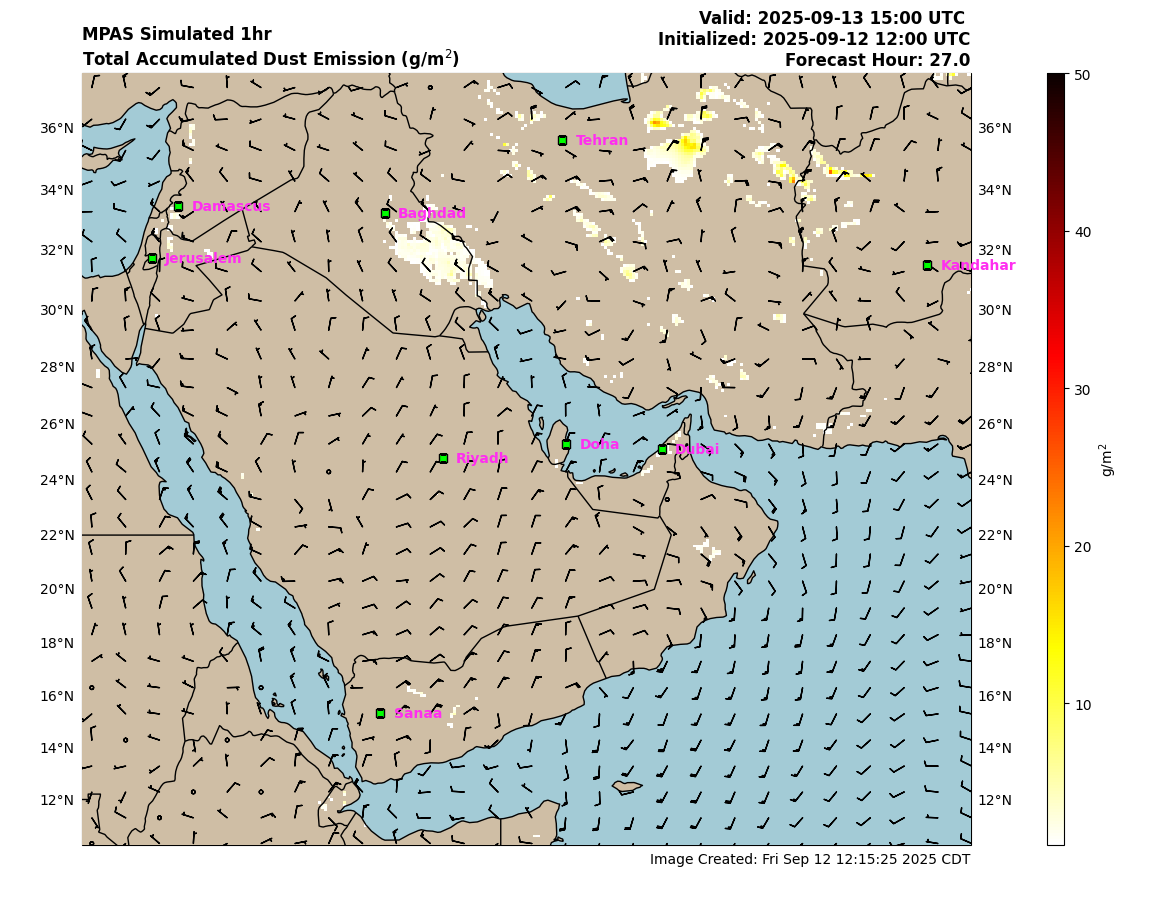 MPAS Simulated 1hr
Total Accumulated Dust Emission (g/m²)
Valid: 2025-09-13 15:00 UTC
Initialized: 2025-09-12 12:00 UTC
Forecast Hour: 27.0
36°N
34°N
32°N
30°N
28°N
26°N
24°N
22°N
20°N
18°N
16°N
14°N
12°N
Tehran
Damascus
Baghdad
Jerusalem
Kandahar
Doha
Dubai
Riyadh
Sanaa
36°N
34°N
32°N
30°N
28°N
26°N
24°N
22°N
20°N
18°N
16°N
14°N
12°N
50
40
30
20
10
g/m²
Image Created: Fri Sep 12 12:15:25 2025 CDT